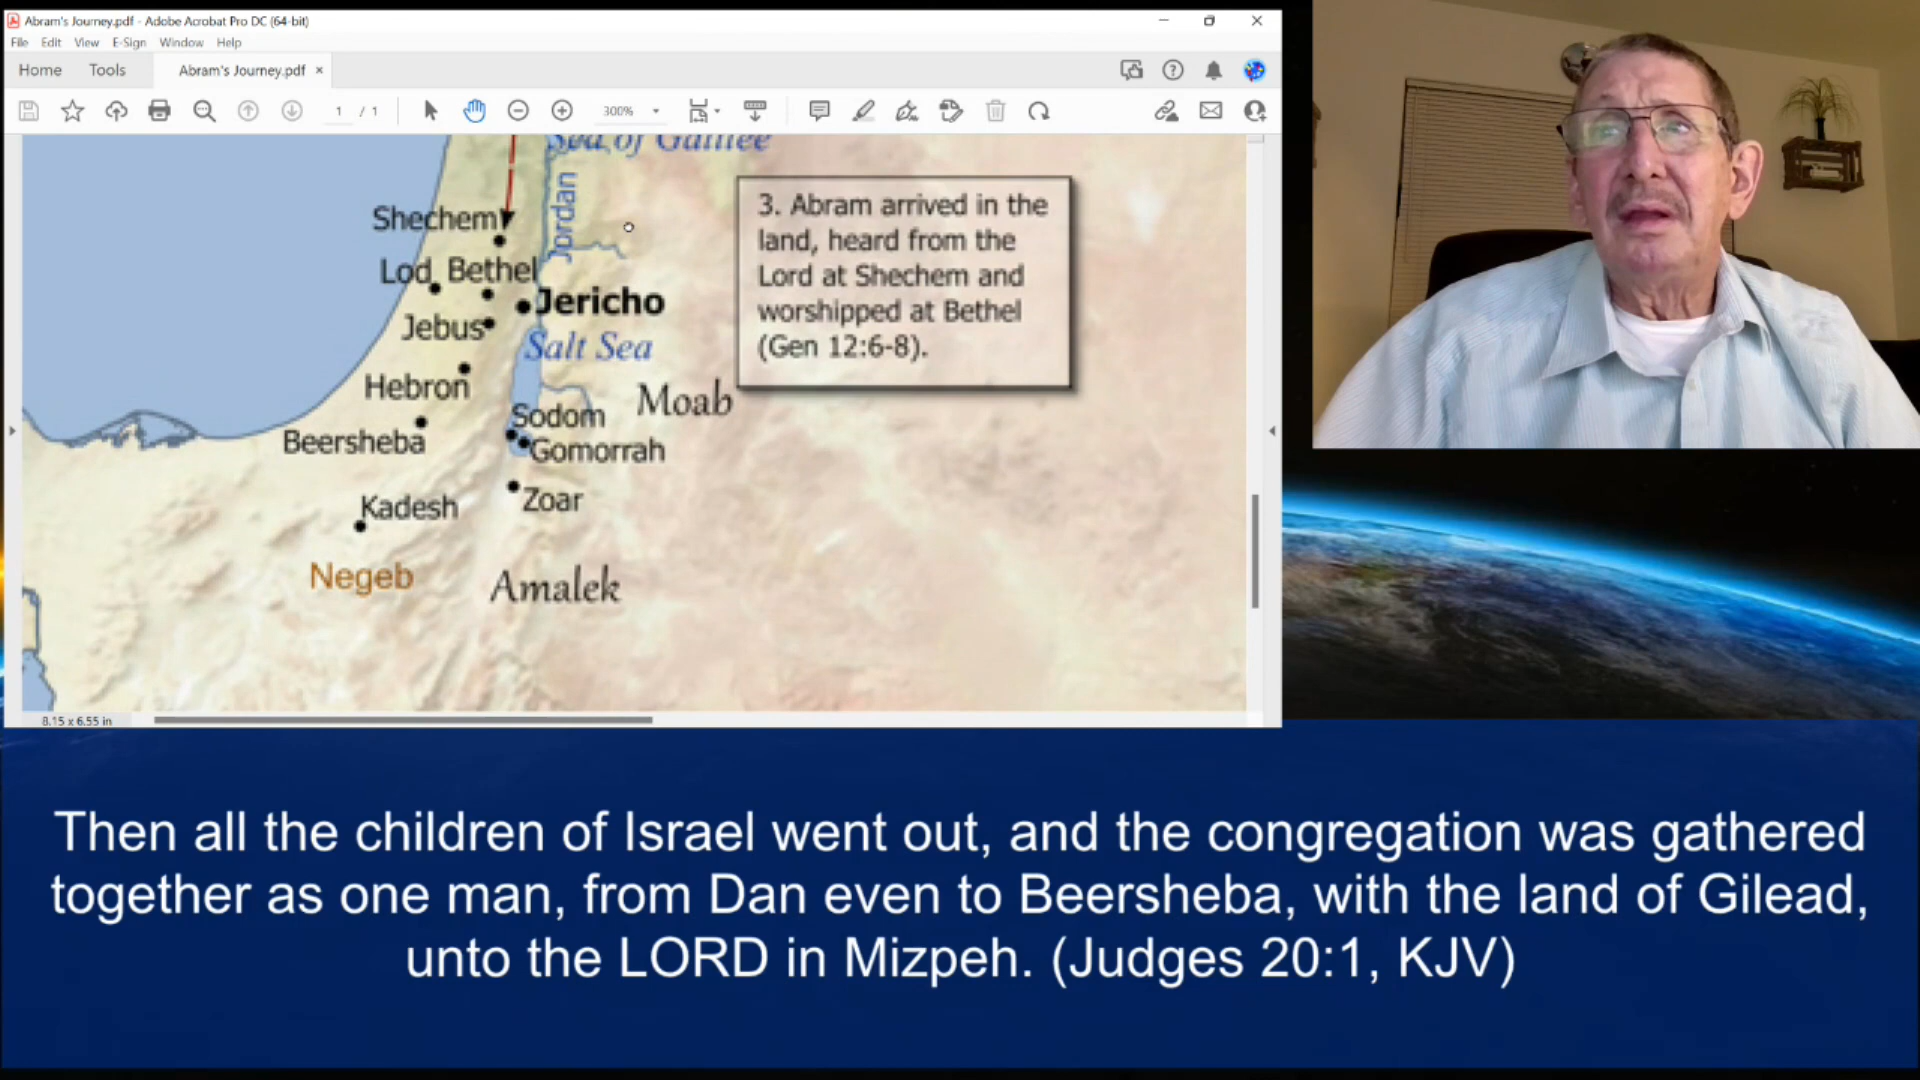 Abram's Journey.pdf - Adobe Acrobat Pro DC (64-bit)
File Edit View E-Sign Window Help
Home Tools Abram's Journey.pdf ×
1 / 1 300%
Sea of Galilee
Jordan
Shechem
Lod Bethel
Jericho
Jebus
Salt Sea
Hebron
Moab
Sodom
Beersheba
Gomorrah
Zoar
Kadesh
Negeb
Amalek
3. Abram arrived in the
land, heard from the
Lord at Shechem and
worshipped at Bethel
(Gen 12:6-8).
8.15 x 6.55 in
Then all the children of Israel went out, and the congregation was gathered
together as one man, from Dan even to Beersheba, with the land of Gilead,
unto the LORD in Mizpeh. (Judges 20:1, KJV)